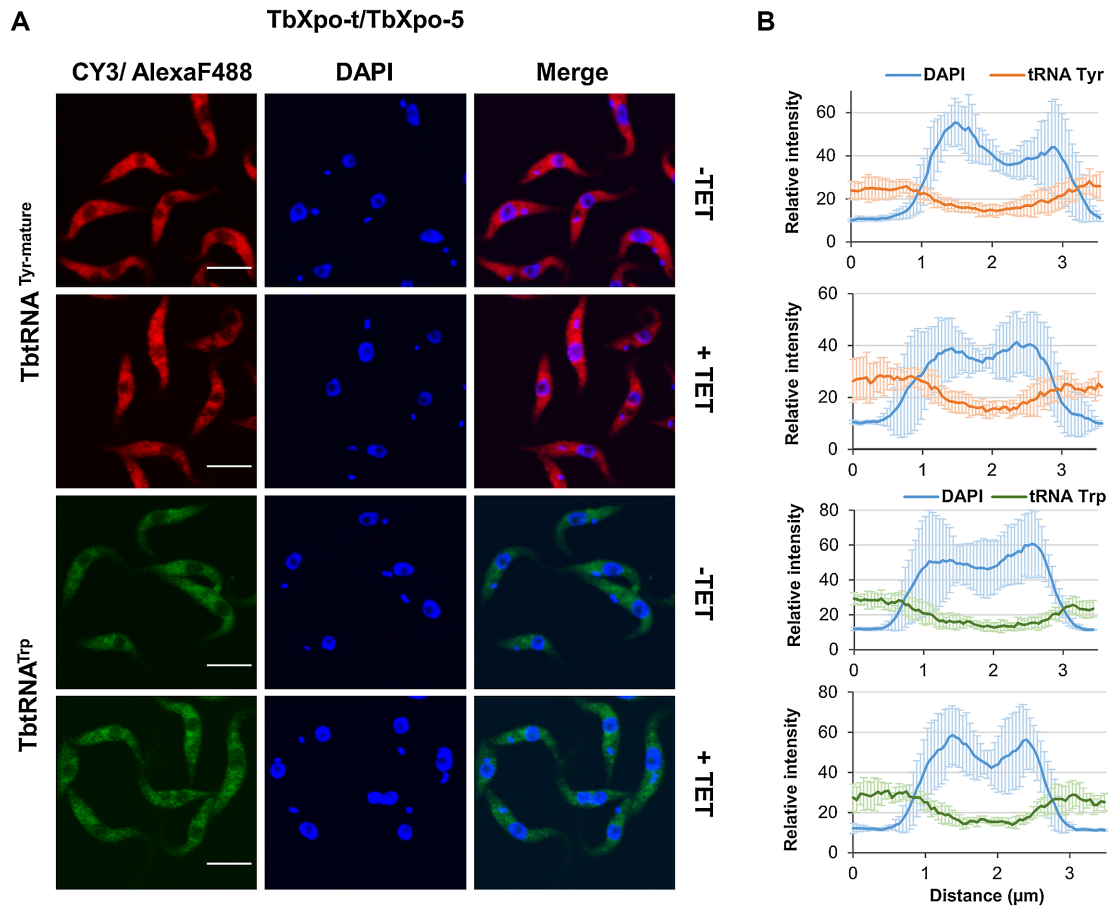 A
TbXpo-t/TbXpo-5
CY3/ AlexaF488
DAPI
Merge
TbtRNA Tyr-mature
-TET
+ TET
TbtRNATrp
-TET
+ TET
B
DAPI
tRNA Tyr
Relative intensity
60
40
20
0
0 1 2 3
Relative intensity
60
40
20
0
0 1 2 3
DAPI
tRNA Trp
Relative intensity
80
60
40
20
0
0 1 2 3
Relative intensity
80
60
40
20
0
0 1 2 3
Distance (μm)